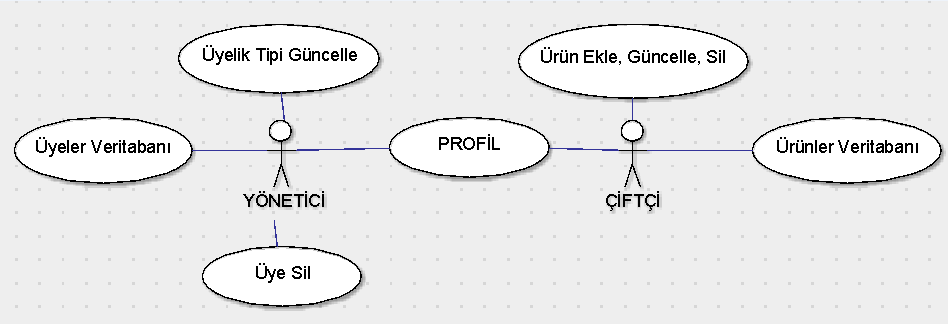 Üyelik Tipi Güncelle
Ürün Ekle, Güncelle, Sil
Üyeler Veritabanı
PROFİL
Ürünler Veritabanı
YÖNETİCİ
ÇİFTÇİ
Üye Sil